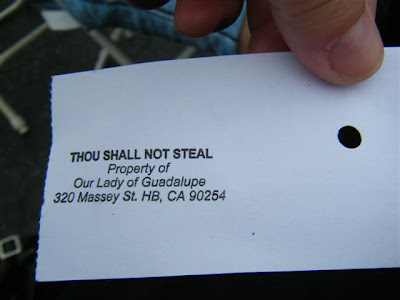 THOU SHALL NOT STEAL
Property of
Our Lady of Guadalupe
320 Massey St. HB, CA 90254